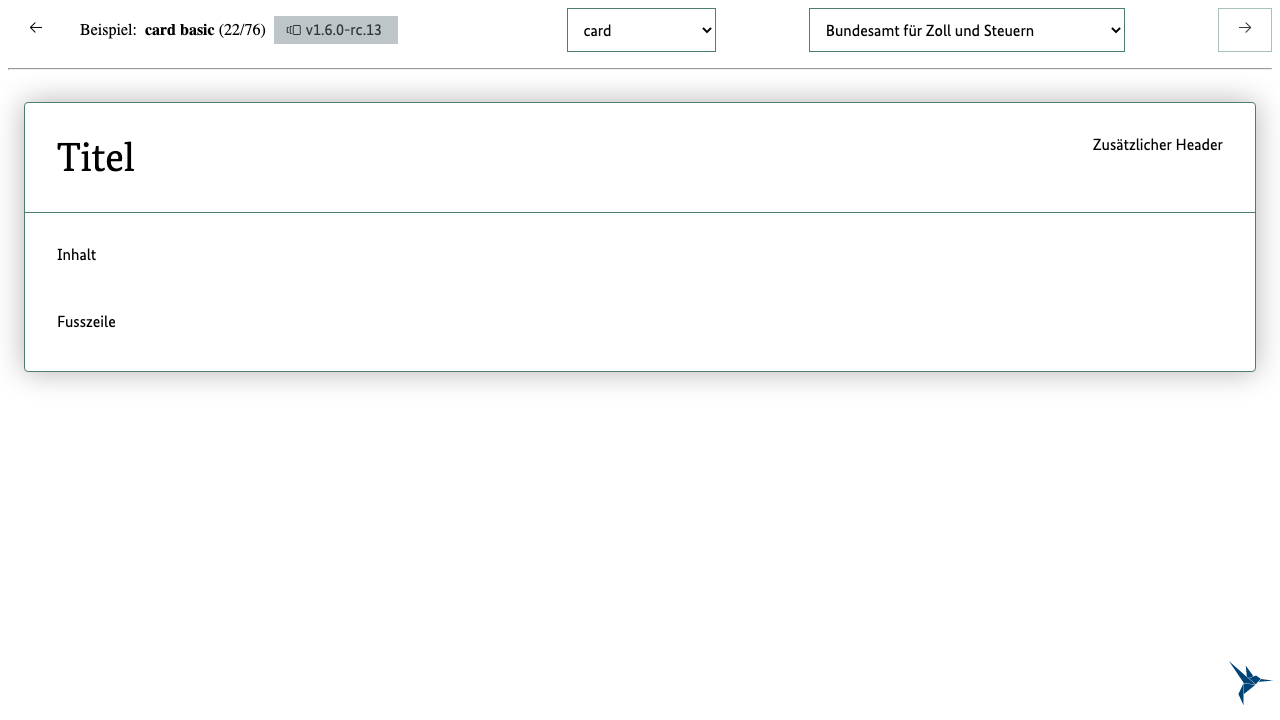 Beispiel: card basic (22/76) v1.6.0-rc.13 card Bundesamt für Zoll und Steuern
Titel
Zusätzlicher Header
Inhalt
Fusszeile